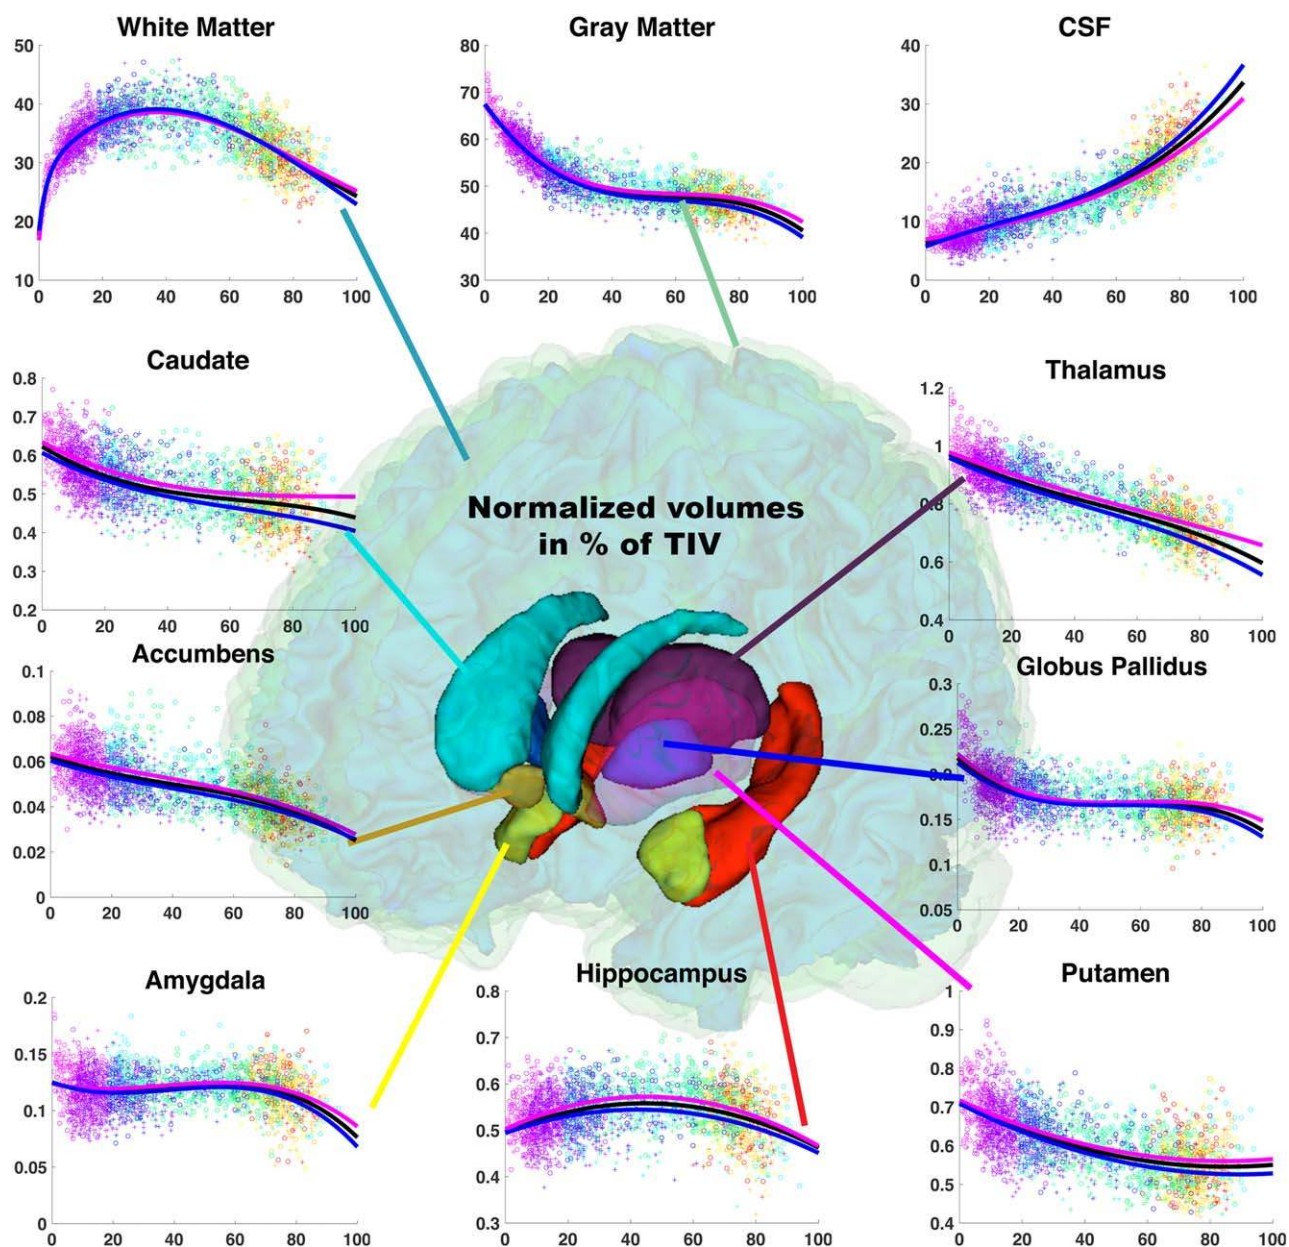 White Matter
50
40
30
20
10
0 20 40 60 80 100
Gray Matter
80
70
60
50
40
30
0 20 40 60 80 100
CSF
40
30
20
10
0
0 20 40 60 80 100
Caudate
0.8
0.7
0.6
0.5
0.4
0.3
0.2
0 20 40 60 80 100
Normalized volumes
in % of TIV
Thalamus
1.2
1
0.8
0.6
0.4
0 20 40 60 80 100
Accumbens
0.1
0.08
0.06
0.04
0.02
0
0 20 40 60 80 100
Globus Pallidus
0.3
0.25
0.2
0.15
0.1
0.05
0 20 40 60 80 100
Amygdala
0.2
0.15
0.1
0.05
0
0 20 40 60 80 100
Hippocampus
0.8
0.7
0.6
0.5
0.4
0.3
0 20 40 60 80 100
Putamen
1
0.9
0.8
0.7
0.6
0.5
0.4
0 20 40 60 80 100